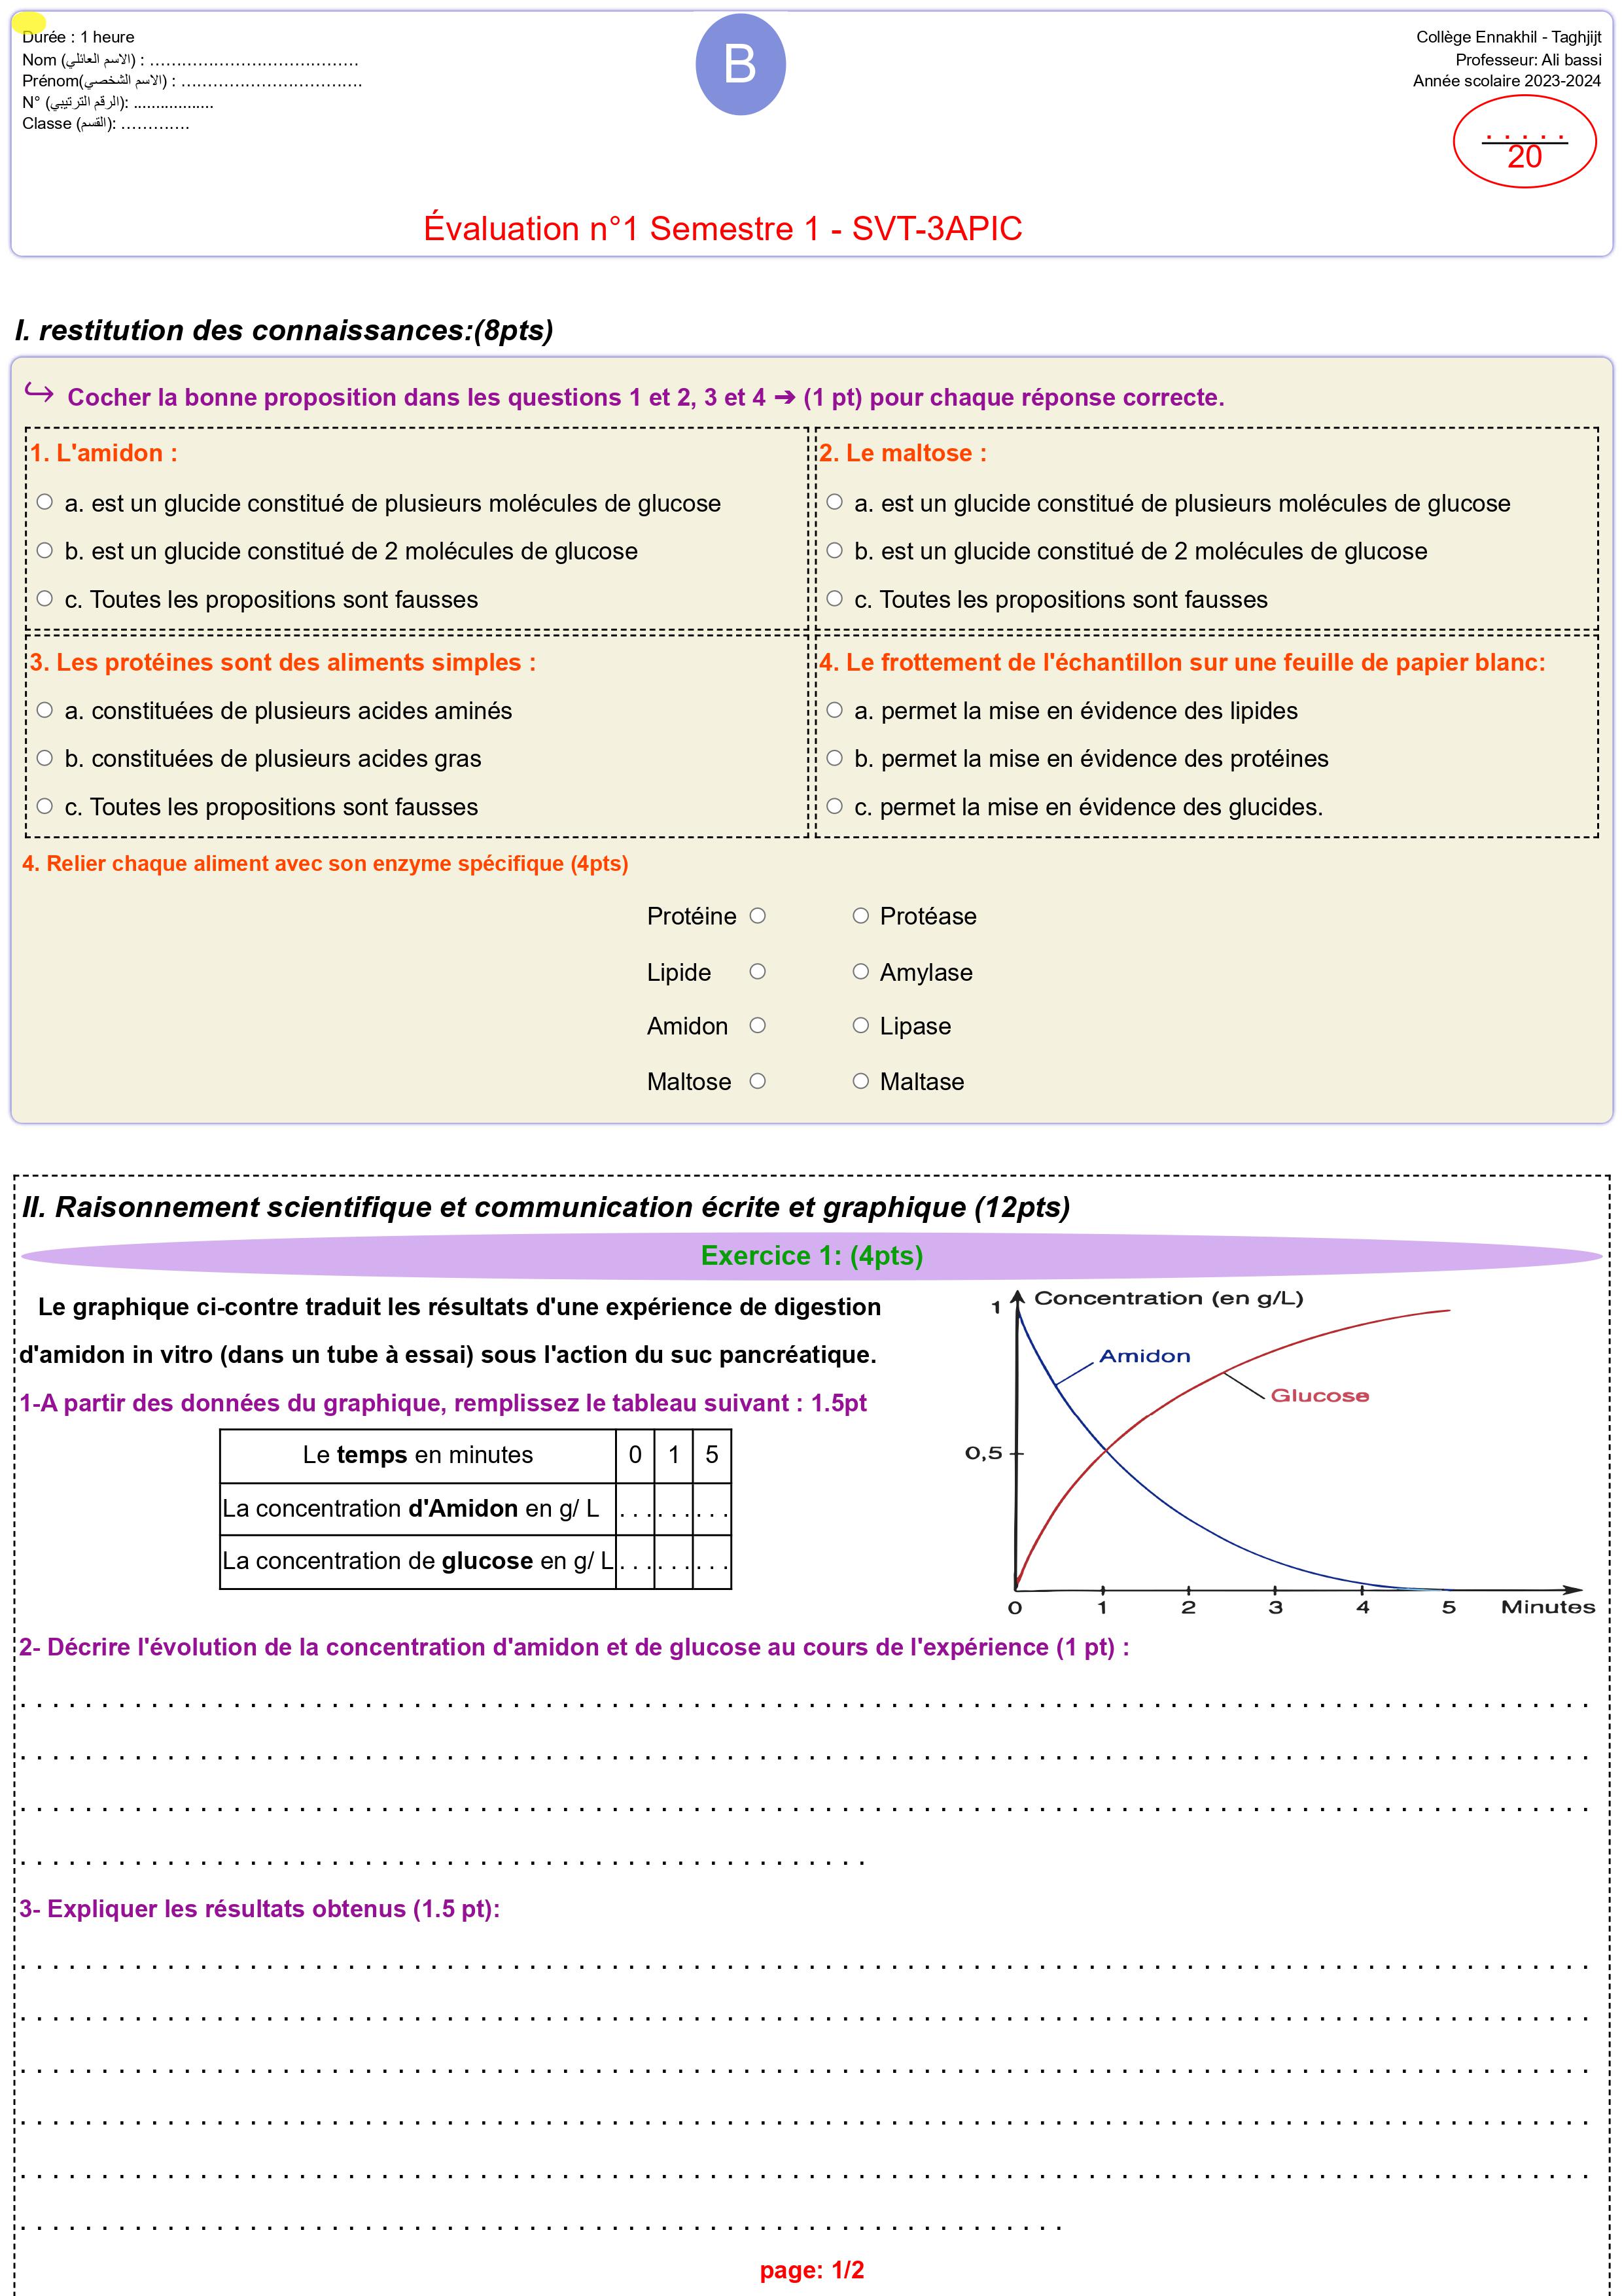 Durée : 1 heure
Nom (الاسم العائلي) : ……………………………….
Prénom(الاسم الشخصي) : …………………………….
N° (الرقم الترتيبي): ..................
Classe (القسم): ………….
B
Collège Ennakhil - Taghjijt
Professeur: Ali bassi
Année scolaire 2023-2024
. . . . .
20
Évaluation n°1 Semestre 1 - SVT-3APIC
I. restitution des connaissances:(8pts)
↪ Cocher la bonne proposition dans les questions 1 et 2, 3 et 4 ➔ (1 pt) pour chaque réponse correcte.
1. L'amidon :
a. est un glucide constitué de plusieurs molécules de glucose
b. est un glucide constitué de 2 molécules de glucose
c. Toutes les propositions sont fausses
2. Le maltose :
a. est un glucide constitué de plusieurs molécules de glucose
b. est un glucide constitué de 2 molécules de glucose
c. Toutes les propositions sont fausses
3. Les protéines sont des aliments simples :
a. constituées de plusieurs acides aminés
b. constituées de plusieurs acides gras
c. Toutes les propositions sont fausses
4. Le frottement de l'échantillon sur une feuille de papier blanc:
a. permet la mise en évidence des lipides
b. permet la mise en évidence des protéines
c. permet la mise en évidence des glucides.
4. Relier chaque aliment avec son enzyme spécifique (4pts)
Protéine Protéase
Lipide Amylase
Amidon Lipase
Maltose Maltase
II. Raisonnement scientifique et communication écrite et graphique (12pts)
Exercice 1: (4pts)
Le graphique ci-contre traduit les résultats d'une expérience de digestion
d'amidon in vitro (dans un tube à essai) sous l'action du suc pancréatique.
1-A partir des données du graphique, remplissez le tableau suivant : 1.5pt
Le temps en minutes 0 1 5
La concentration d'Amidon en g/ L . . . . . . . . .
La concentration de glucose en g/ L . . . . . . . . .
1 Concentration (en g/L)
Amidon
Glucose
0,5
0 1 2 3 4 5 Minutes
2- Décrire l'évolution de la concentration d'amidon et de glucose au cours de l'expérience (1 pt) :
3- Expliquer les résultats obtenus (1.5 pt):
page: 1/2